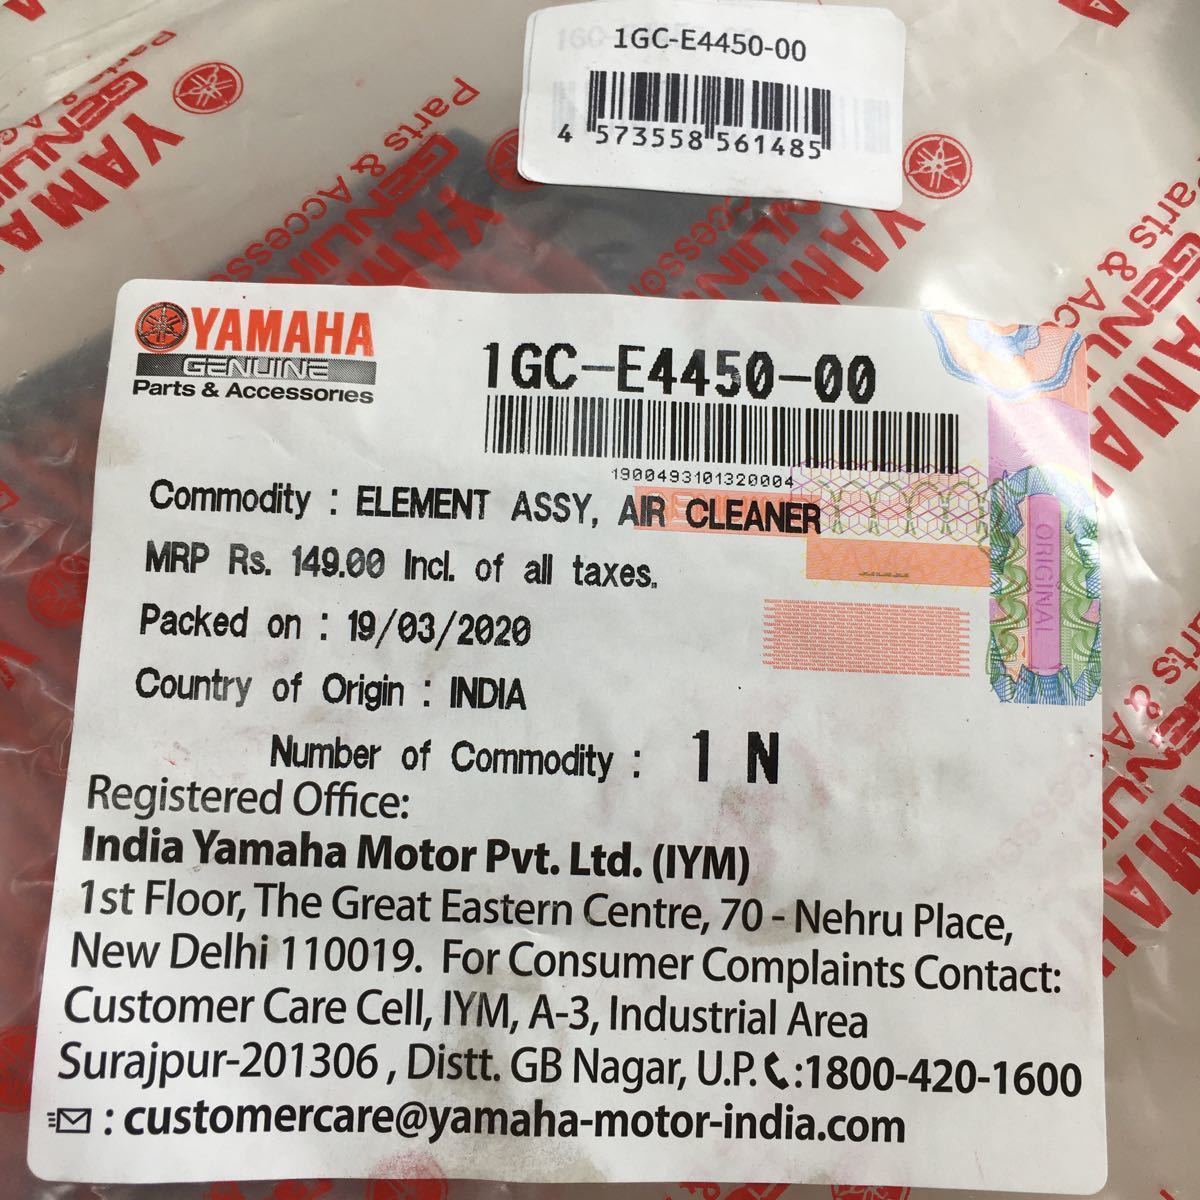 1GC-E4450-00
4 573558 561485
YAMAHA
GENUINE
Parts & Accessories
1GC-E4450-00
1900493101320004
Commodity : ELEMENT ASSY, AIR CLEANER
MRP Rs. 149.00 Incl. of all taxes.
Packed on : 19/03/2020
Country of Origin : INDIA
Number of Commodity : 1 N
ORIGINAL
Registered Office:
India Yamaha Motor Pvt. Ltd. (IYM)
1st Floor, The Great Eastern Centre, 70 - Nehru Place,
New Delhi 110019. For Consumer Complaints Contact:
Customer Care Cell, IYM, A-3, Industrial Area
Surajpur-201306 , Distt. GB Nagar, U.P. :1800-420-1600
: customercare@yamaha-motor-india.com
YAMAHA
GENUINE
Parts & Accessories